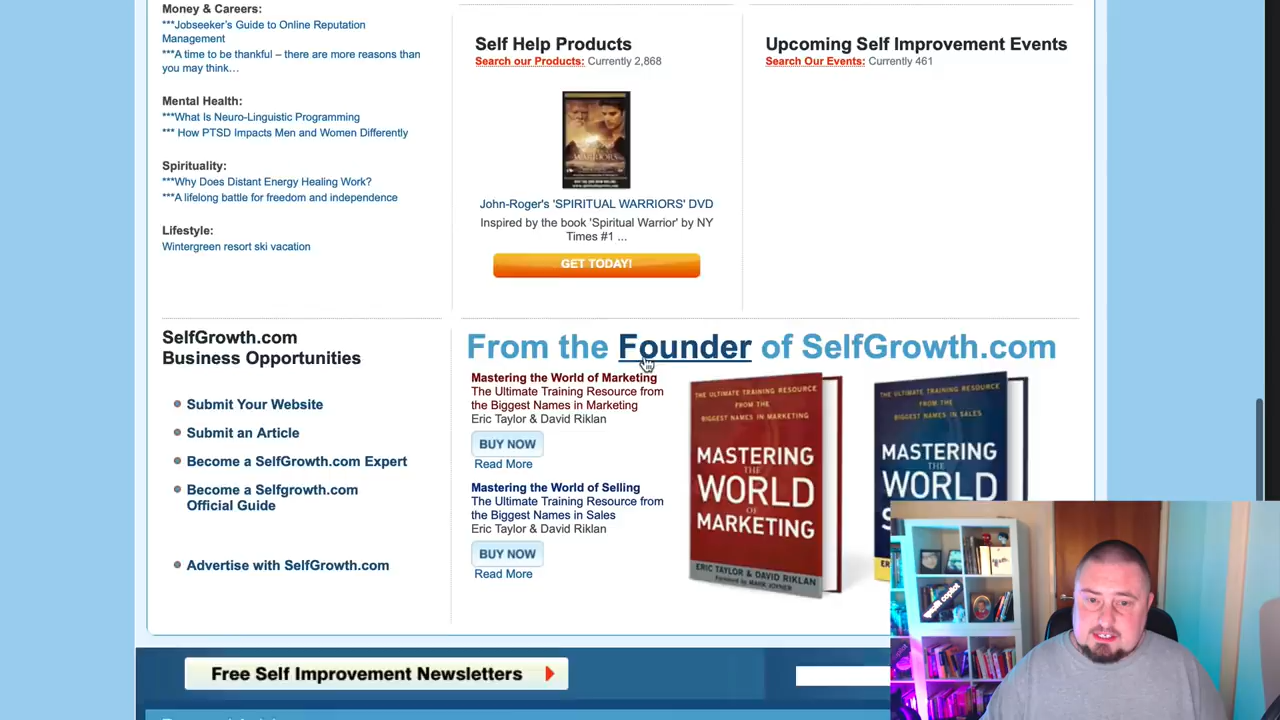 Money & Careers:
***Jobseeker's Guide to Online Reputation
Management
***A time to be thankful – there are more reasons than
you may think…
Mental Health:
***What Is Neuro-Linguistic Programming
*** How PTSD Impacts Men and Women Differently
Spirituality:
***Why Does Distant Energy Healing Work?
***A lifelong battle for freedom and independence
Lifestyle:
Wintergreen resort ski vacation
Self Help Products
Search our Products: Currently 2,868
WARRIORS
John-Roger's 'SPIRITUAL WARRIORS' DVD
Inspired by the book 'Spiritual Warrior' by NY
Times #1 ...
GET TODAY!
Upcoming Self Improvement Events
Search Our Events: Currently 461
SelfGrowth.com
Business Opportunities
Submit Your Website
Submit an Article
Become a SelfGrowth.com Expert
Become a Selfgrowth.com
Official Guide
Advertise with SelfGrowth.com
From the Founder of SelfGrowth.com
Mastering the World of Marketing
The Ultimate Training Resource from
the Biggest Names in Marketing
Eric Taylor & David Riklan
BUY NOW
Read More
Mastering the World of Selling
The Ultimate Training Resource from
the Biggest Names in Sales
Eric Taylor & David Riklan
BUY NOW
Read More
THE ULTIMATE TRAINING RESOURCE
FROM THE
BIGGEST NAMES IN MARKETING
MASTERING
THE
WORLD
OF
MARKETING
ERIC TAYLOR & DAVID RIKLAN
Foreword by MARK JOYNER
THE ULTIMATE TRAINING RESOURCE
FROM THE
BIGGEST NAMES IN SALES
MASTERING
THE
WORLD
Free Self Improvement Newsletters